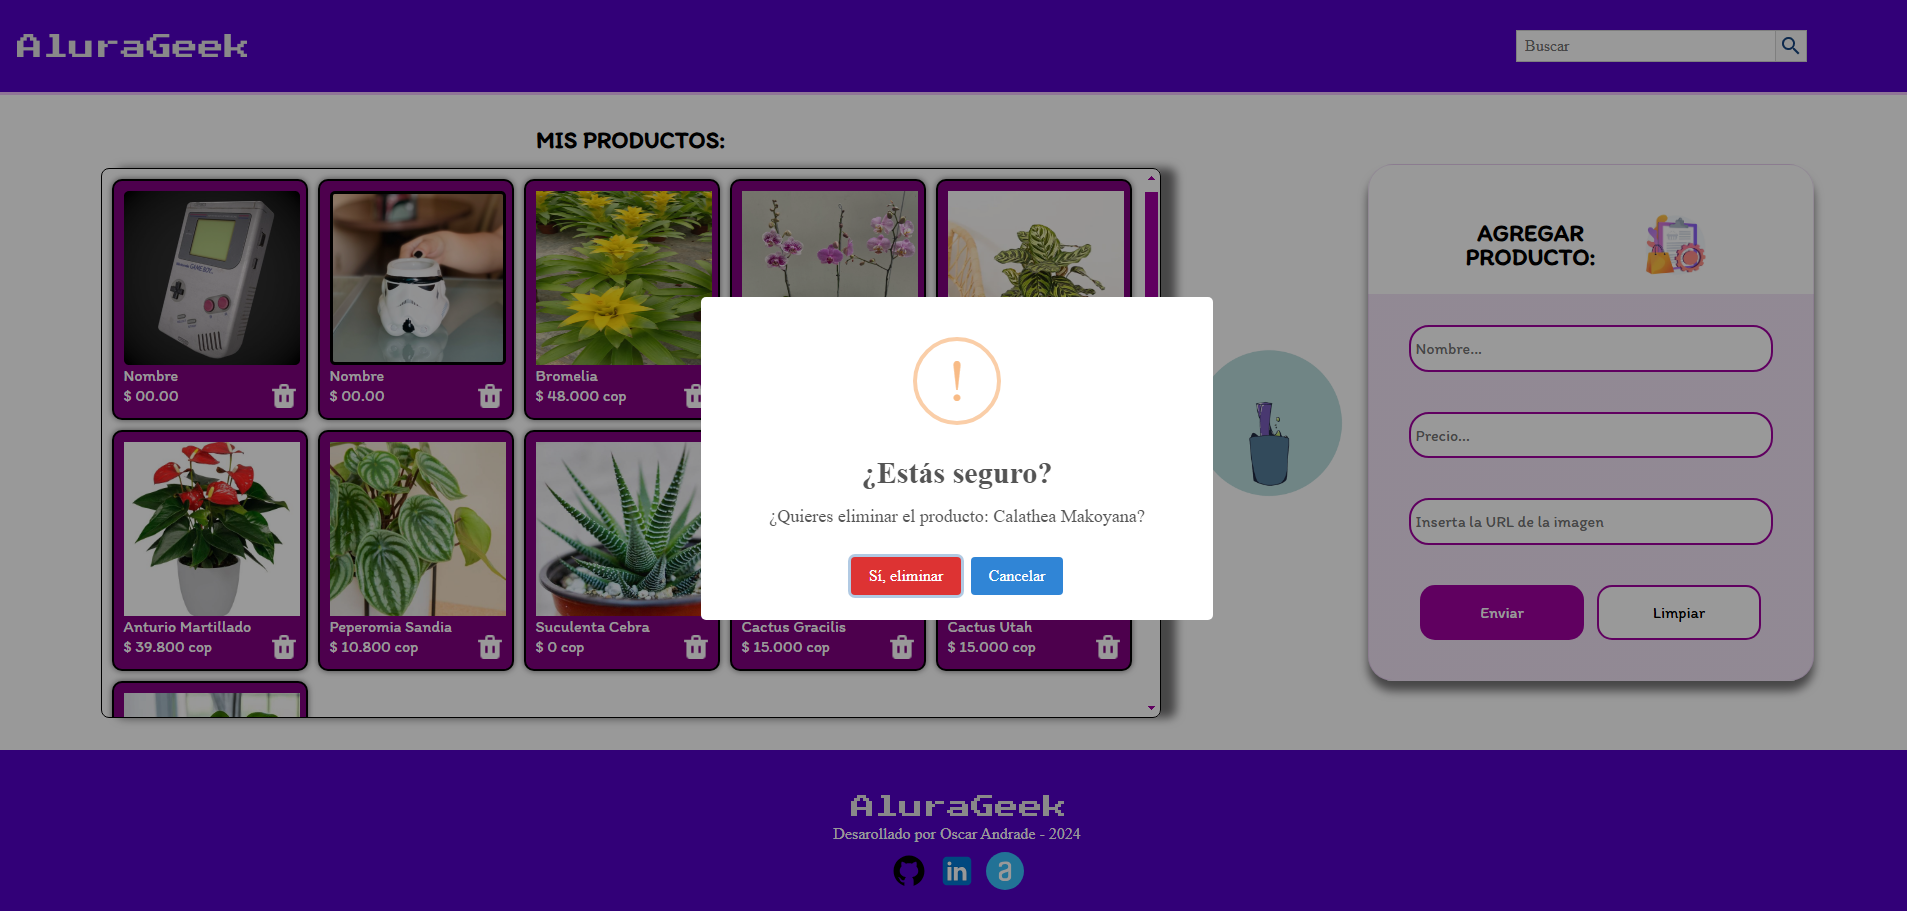 AluraGeek
Buscar
MIS PRODUCTOS:
Nombre
$ 00.00
Nombre
$ 00.00
Bromelia
$ 48.000 cop
Anturio Martillado
$ 39.800 cop
Peperomia Sandia
$ 10.800 cop
Suculenta Cebra
$ 0 cop
Cactus Gracilis
$ 15.000 cop
Cactus Utah
$ 15.000 cop
!
¿Estás seguro?
¿Quieres eliminar el producto: Calathea Makoyana?
Sí, eliminar
Cancelar
AGREGAR
PRODUCTO:
Nombre...
Precio...
Inserta la URL de la imagen
Enviar
Limpiar
AluraGeek
Desarollado por Oscar Andrade - 2024
in
a